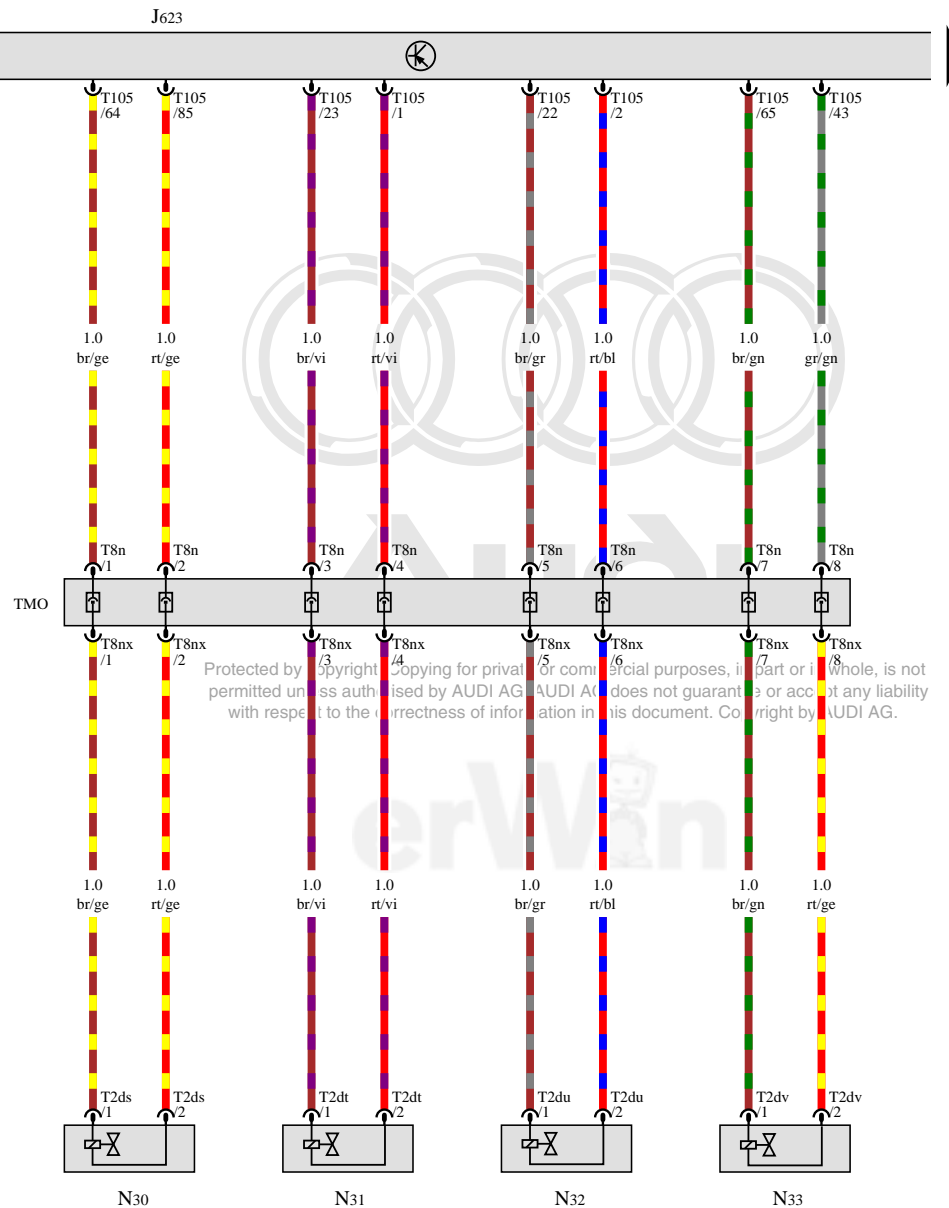 J623
T105 T105 T105 T105 T105 T105 T105 T105
/64 /85 /23 /1 /22 /2 /65 /43
1.0 1.0 1.0 1.0 1.0 1.0 1.0 1.0
br/ge rt/ge br/vi rt/vi br/gr rt/bl br/gn gr/gn
Audi
T8n T8n T8n T8n T8n T8n T8n T8n
/1 /2 /3 /4 /5 /6 /7 /8
TMO
T8nx T8nx T8nx T8nx T8nx T8nx T8nx T8nx
/1 /2 /3 /4 /5 /6 /7 /8
Protected by copyright. Copying for private or commercial purposes, in part or in whole, is not
permitted unless authorised by AUDI AG. AUDI AG does not guarantee or accept any liability
with respect to the correctness of information in this document. Copyright by AUDI AG.
erWin
1.0 1.0 1.0 1.0 1.0 1.0 1.0 1.0
br/ge rt/ge br/vi rt/vi br/gr rt/bl br/gn rt/ge
T2ds T2ds T2dt T2dt T2du T2du T2dv T2dv
/1 /2 /1 /2 /1 /2 /1 /2
N30 N31 N32 N33